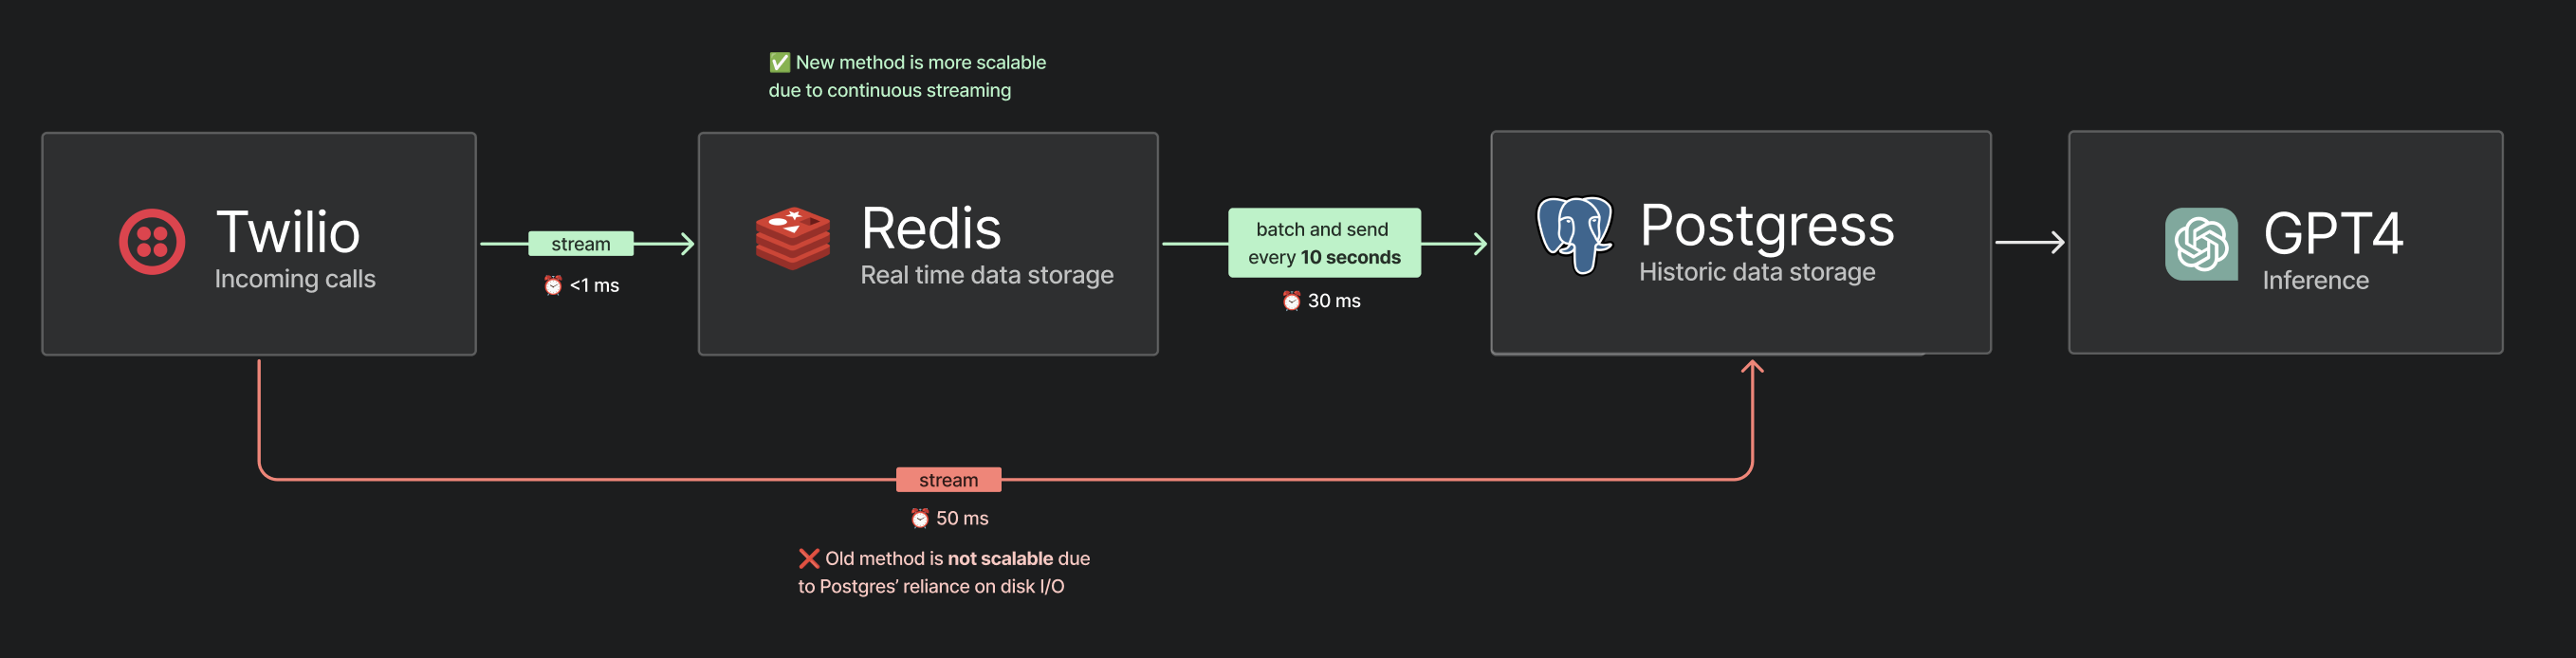 ✅ New method is more scalable
due to continuous streaming
Twilio
Incoming calls
stream
⏰ <1 ms
Redis
Real time data storage
batch and send
every 10 seconds
⏰ 30 ms
Postgress
Historic data storage
GPT4
Inference
stream
⏰ 50 ms
❌ Old method is not scalable due
to Postgres’ reliance on disk I/O